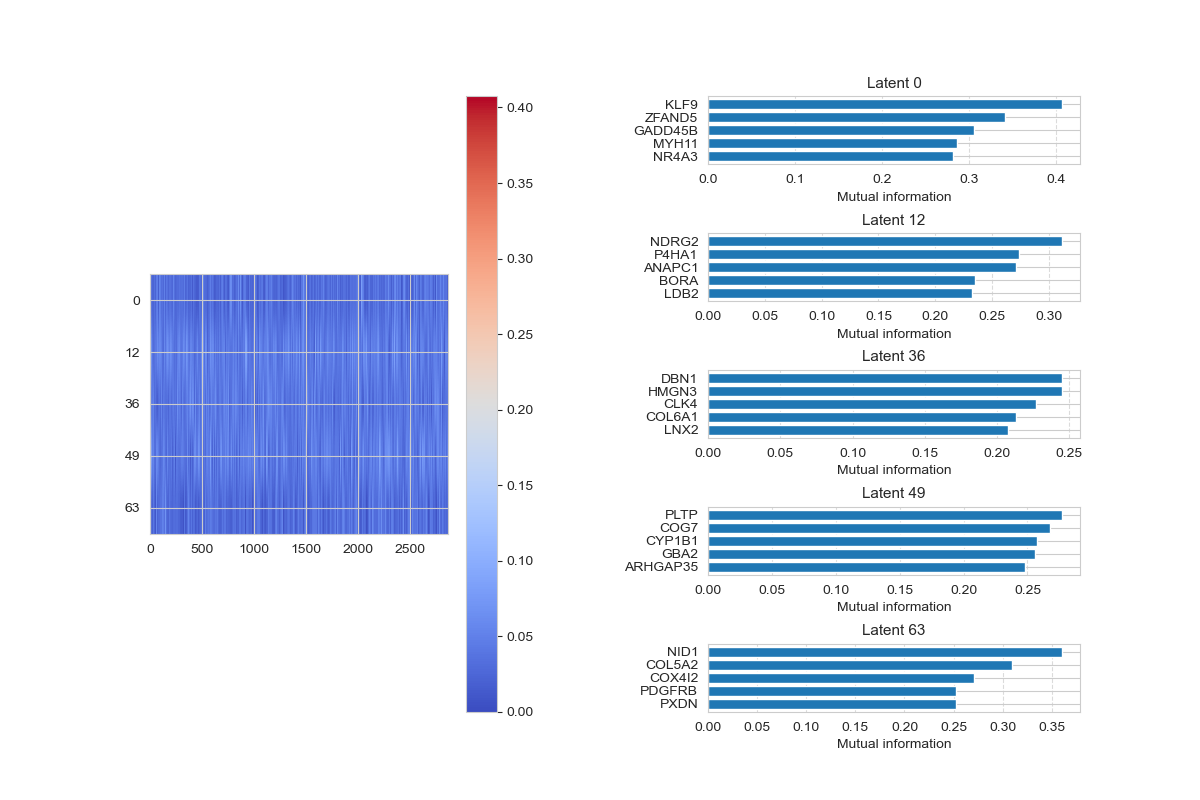 0
12
36
49
63
0 500 1000 1500 2000 2500
0.40
0.35
0.30
0.25
0.20
0.15
0.10
0.05
0.00
Latent 0
KLF9
ZFAND5
GADD45B
MYH11
NR4A3
0.0 0.1 0.2 0.3 0.4
Mutual information
Latent 12
NDRG2
P4HA1
ANAPC1
BORA
LDB2
0.00 0.05 0.10 0.15 0.20 0.25 0.30
Mutual information
Latent 36
DBN1
HMGN3
CLK4
COL6A1
LNX2
0.00 0.05 0.10 0.15 0.20 0.25
Mutual information
Latent 49
PLTP
COG7
CYP1B1
GBA2
ARHGAP35
0.00 0.05 0.10 0.15 0.20 0.25
Mutual information
Latent 63
NID1
COL5A2
COX4I2
PDGFRB
PXDN
0.00 0.05 0.10 0.15 0.20 0.25 0.30 0.35
Mutual information